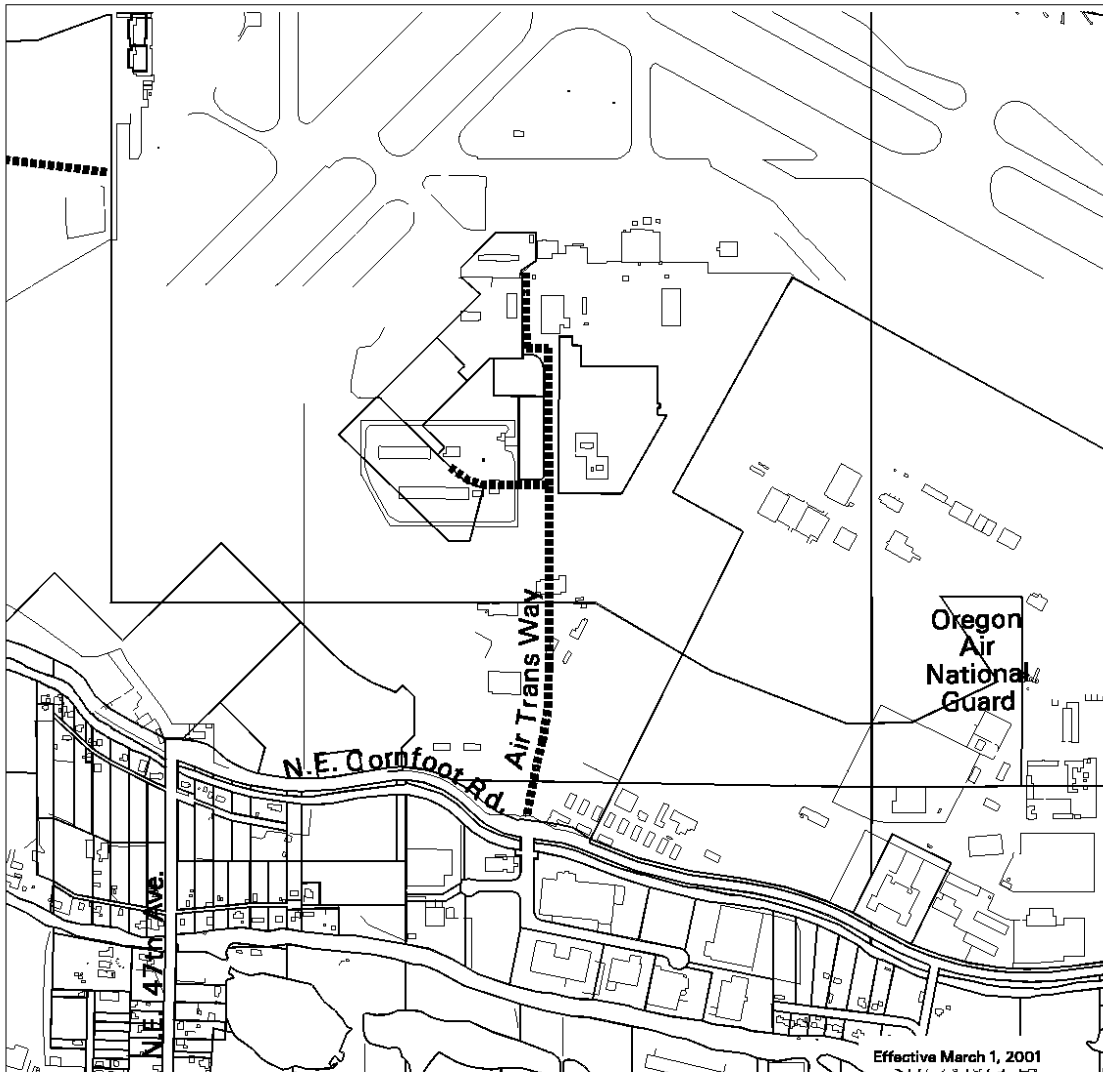 Oregon
Air
National
Guard
Air Trans Way
N.E. Cornfoot Rd.
N.E. 47th Ave.
Effective March 1, 2001